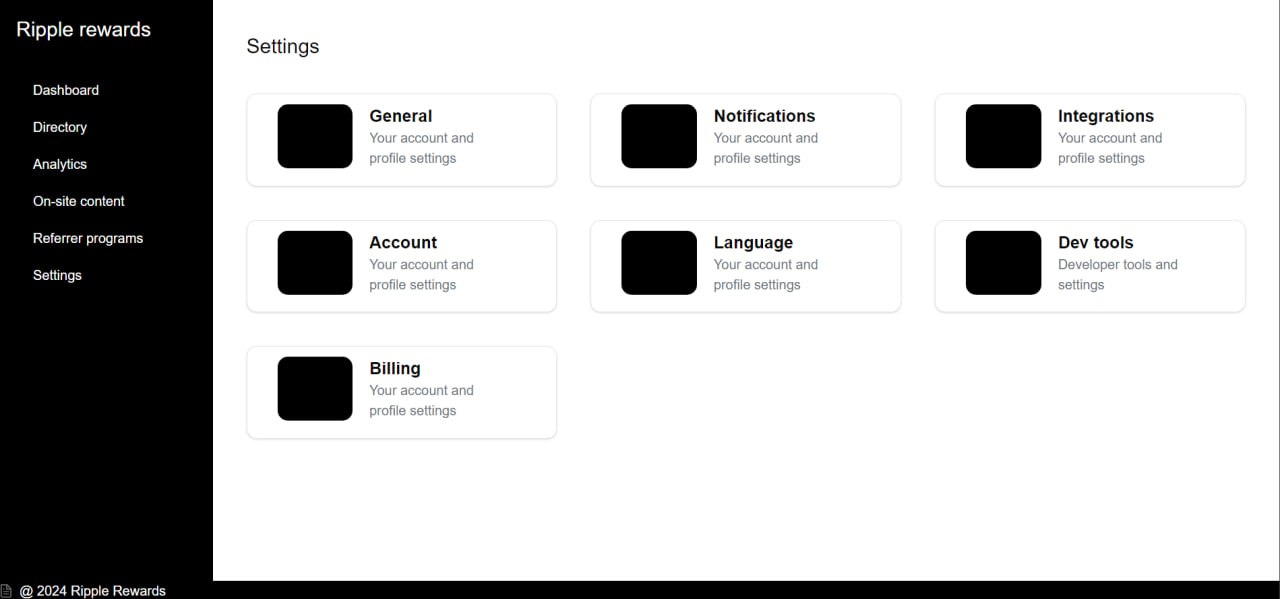 Ripple rewards
Dashboard
Directory
Analytics
On-site content
Referrer programs
Settings
Settings
General
Your account and
profile settings
Notifications
Your account and
profile settings
Integrations
Your account and
profile settings
Account
Your account and
profile settings
Language
Your account and
profile settings
Dev tools
Developer tools and
settings
Billing
Your account and
profile settings
@ 2024 Ripple Rewards